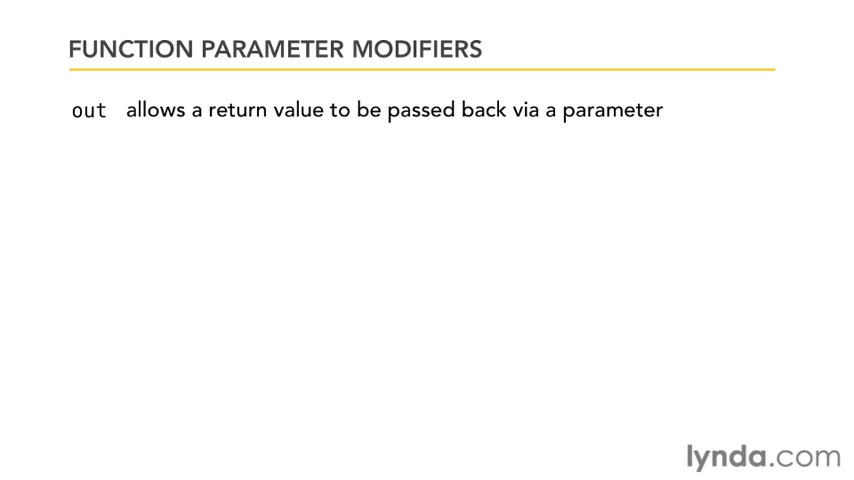 FUNCTION PARAMETER MODIFIERS
out allows a return value to be passed back via a parameter
lynda.com